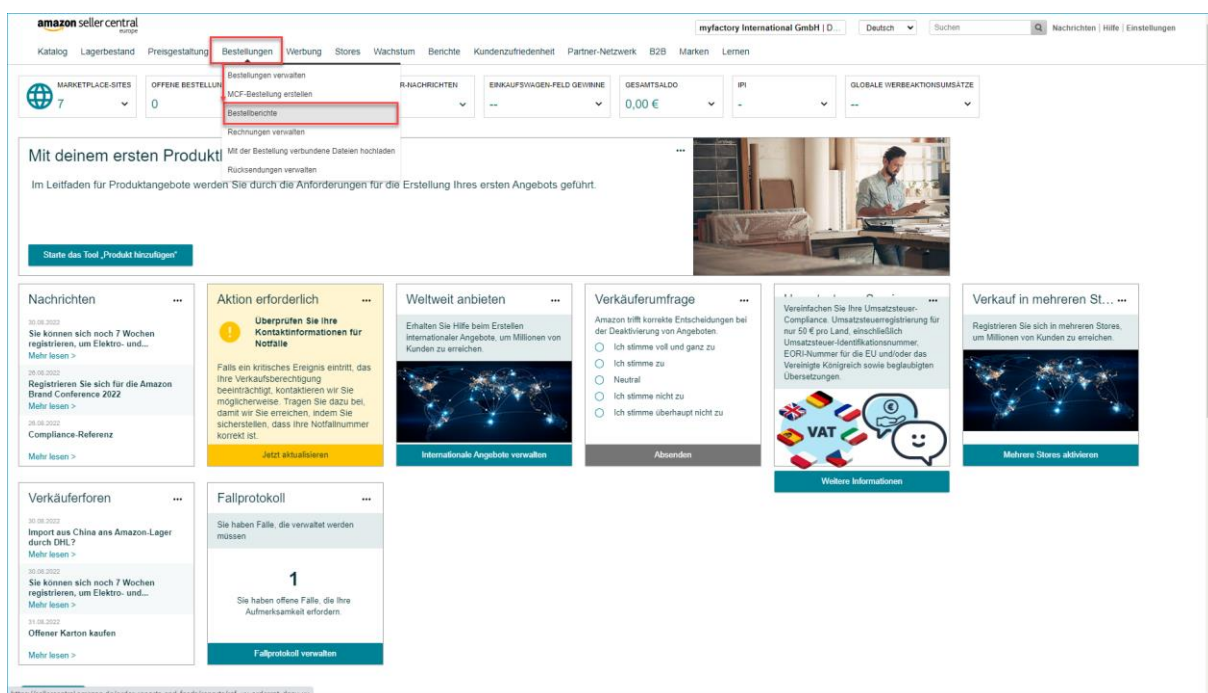 amazon seller central
europe
myfactory International GmbH | D...
Deutsch
Suchen
Nachrichten | Hilfe | Einstellungen
Katalog Lagerbestand Preisgestaltung Bestellungen Werbung Stores Wachstum Berichte Kundenzufriedenheit Partner-Netzwerk B2B Marken Lernen
Bestellungen verwalten
MCF-Bestellung erstellen
Bestellberichte
Rechnungen verwalten
Mit der Bestellung verbundene Dateien hochladen
Rücksendungen verwalten
MARKETPLACE-SITES
7
OFFENE BESTELLUN
0
R-NACHRICHTEN
EINKAUFSWAGEN-FELD GEWINNE
--
GESAMTSALDO
0,00 €
IPI
-
GLOBALE WERBEAKTIONSUMSÄTZE
--
Mit deinem ersten Produktl
...
Im Leitfaden für Produktangebote werden Sie durch die Anforderungen für die Erstellung Ihres ersten Angebots geführt.
Starte das Tool „Produkt hinzufügen"
Nachrichten ...
30.08.2022
Sie können sich noch 7 Wochen
registrieren, um Elektro- und...
Mehr lesen >
26.08.2022
Registrieren Sie sich für die Amazon
Brand Conference 2022
Mehr lesen >
26.08.2022
Compliance-Referenz
Mehr lesen >
Aktion erforderlich ...
Überprüfen Sie Ihre
Kontaktinformationen für
Notfälle
Falls ein kritisches Ereignis eintritt, das
Ihre Verkaufsberechtigung
beeinträchtigt, kontaktieren wir Sie
möglicherweise. Tragen Sie dazu bei,
damit wir Sie erreichen, indem Sie
sicherstellen, dass Ihre Notfallnummer
korrekt ist.
Jetzt aktualisieren
Weltweit anbieten ...
Erhalten Sie Hilfe beim Erstellen
internationaler Angebote, um Millionen von
Kunden zu erreichen.
Internationale Angebote verwalten
Verkäuferumfrage ...
Amazon trifft korrekte Entscheidungen bei
der Deaktivierung von Angeboten.
Ich stimme voll und ganz zu
Ich stimme zu
Neutral
Ich stimme nicht zu
Ich stimme überhaupt nicht zu
Absenden
...
Vereinfachen Sie Ihre Umsatzsteuer-
Compliance. Umsatzsteuerregistrierung für
nur 50 € pro Land, einschließlich
Umsatzsteuer-Identifikationsnummer,
EORI-Nummer für die EU und/oder das
Vereinigte Königreich sowie beglaubigten
Übersetzungen.
VAT
€
Weitere Informationen
Verkauf in mehreren St... ...
Registrieren Sie sich in mehreren Stores,
um Millionen von Kunden zu erreichen.
Mehrere Stores aktivieren
Verkäuferforen ...
30.08.2022
Import aus China ans Amazon-Lager
durch DHL?
Mehr lesen >
30.08.2022
Sie können sich noch 7 Wochen
registrieren, um Elektro- und...
Mehr lesen >
31.08.2022
Offener Karton kaufen
Mehr lesen >
Fallprotokoll ...
Sie haben Fälle, die verwaltet werden
müssen
1
Sie haben offene Fälle, die Ihre
Aufmerksamkeit erfordern.
Fallprotokoll verwalten